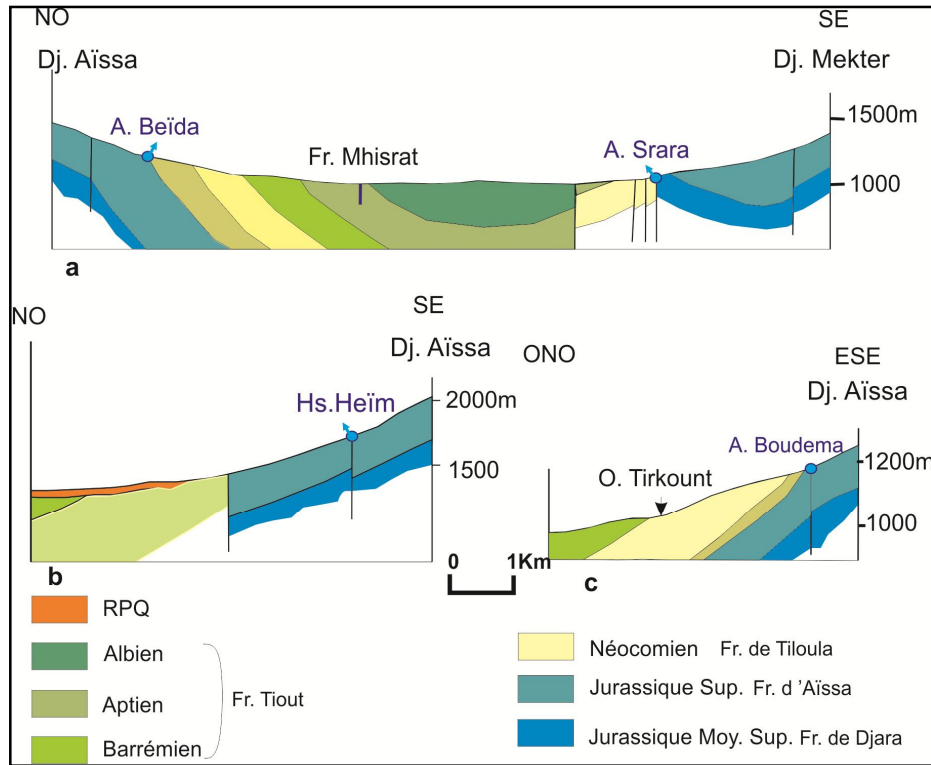 NO
SE
Dj. Aïssa
Dj. Mekter
1500m
A. Beïda
Fr. Mhisrat
A. Srara
1000
a
NO
SE
Dj. Aïssa
2000m
Hs.Heïm
1500
b
0 1Km
ONO
ESE
Dj. Aïssa
A. Boudema
1200m
O. Tirkount
1000
c
RPQ
Albien
Aptien
Fr. Tiout
Barrémien
Néocomien Fr. de Tiloula
Jurassique Sup. Fr. d 'Aïssa
Jurassique Moy. Sup. Fr. de Djara